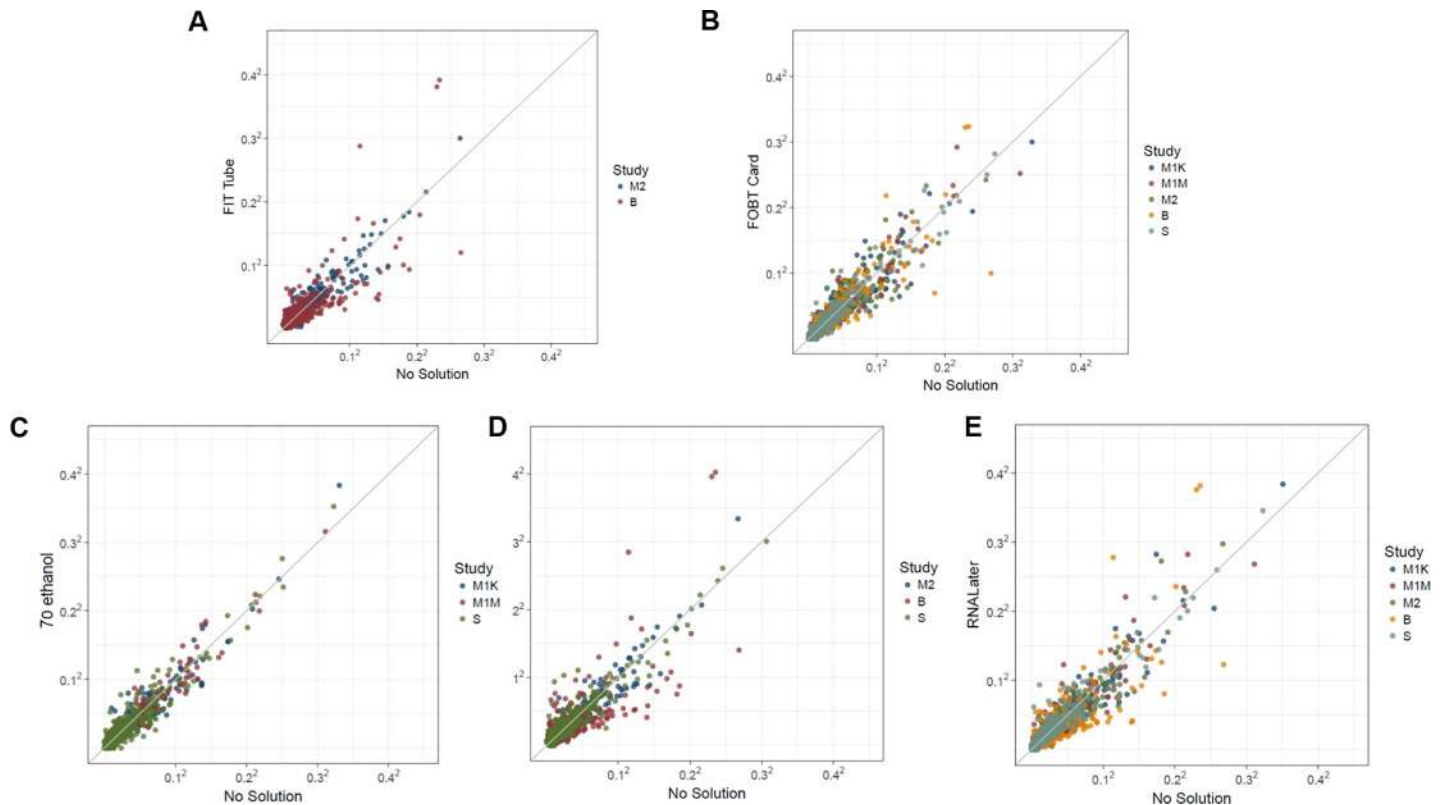 A
0.4²
0.3²
0.2²
0.1²
FIT Tube
0.1² 0.2² 0.3² 0.4²
No Solution
Study
M2
B
B
0.4²
0.3²
0.2²
0.1²
FOBT Card
0.1² 0.2² 0.3² 0.4²
No Solution
Study
M1K
M1M
M2
B
S
C
0.4²
0.3²
0.2²
0.1²
70 ethanol
0.1² 0.2² 0.3² 0.4²
No Solution
Study
M1K
M1M
S
D
4²
3²
2²
1²
0.1² 0.2² 0.3² 0.4²
No Solution
Study
M2
B
S
E
0.4²
0.3²
0.2²
0.1²
RNALater
0.1² 0.2² 0.3² 0.4²
No Solution
Study
M1K
M1M
M2
B
S